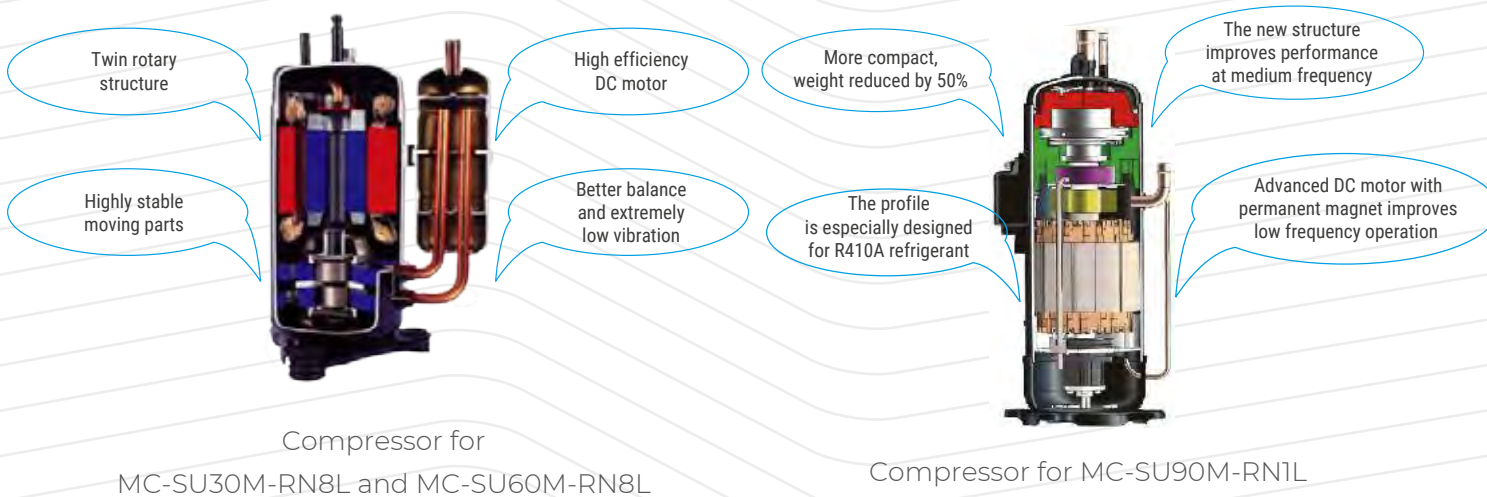 Twin rotary
structure
High efficiency
DC motor
Highly stable
moving parts
Better balance
and extremely
low vibration
Compressor for
MC-SU30M-RN8L and MC-SU60M-RN8L
More compact,
weight reduced by 50%
The new structure
improves performance
at medium frequency
The profile
is especially designed
for R410A refrigerant
Advanced DC motor with
permanent magnet improves
low frequency operation
Compressor for MC-SU90M-RN1L